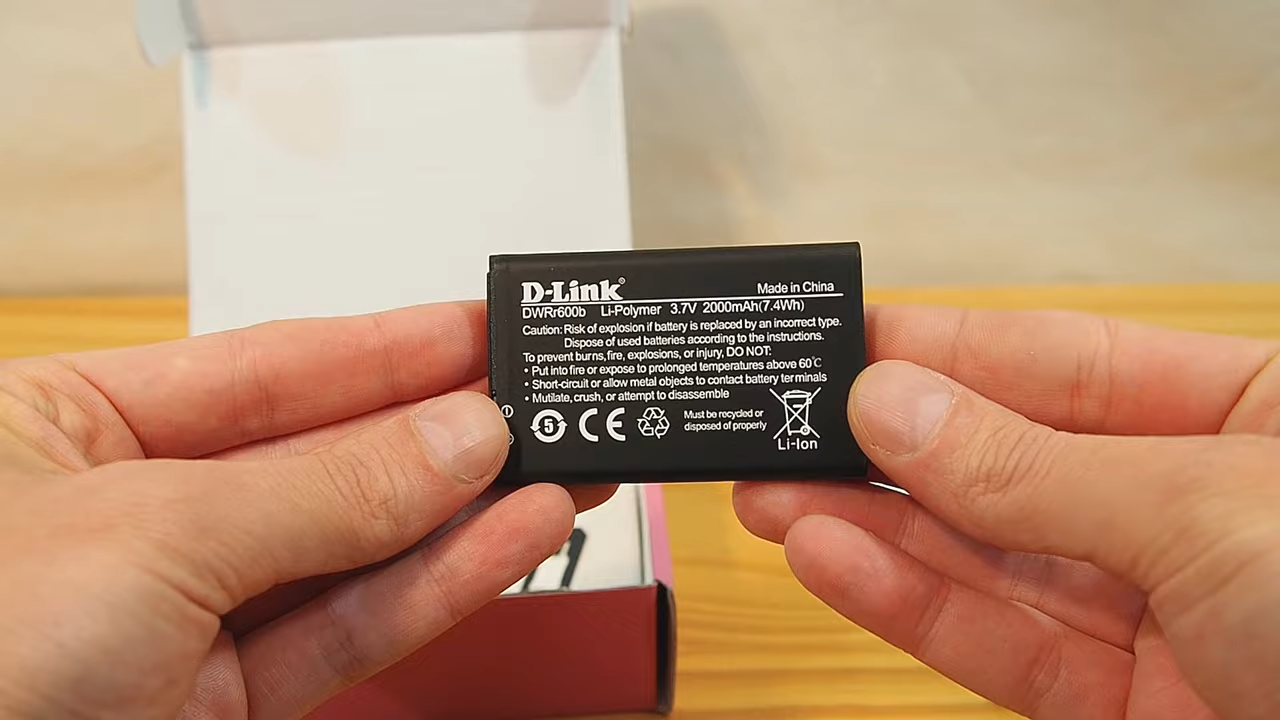 D-Link®
Made in China
DWRr600b Li-Polymer 3.7V 2000mAh(7.4Wh)
Caution: Risk of explosion if battery is replaced by an incorrect type.
Dispose of used batteries according to the instructions.
To prevent burns, fire, explosions, or injury, DO NOT:
• Put into fire or expose to prolonged temperatures above 60℃
• Short-circuit or allow metal objects to contact battery terminals
• Mutilate, crush, or attempt to disassemble
5
CE
Must be recycled or
disposed of properly
Li-Ion